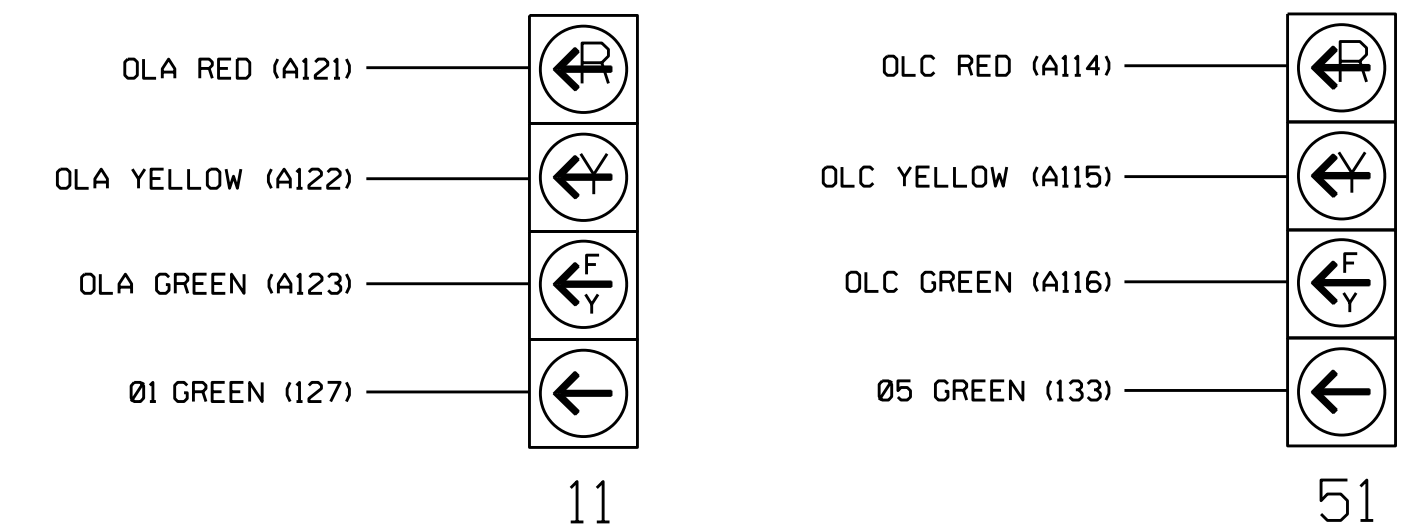 OLA RED (A121)
R
OLA YELLOW (A122)
Y
OLA GREEN (A123)
F
Y
Ø1 GREEN (127)
11
OLC RED (A114)
R
OLC YELLOW (A115)
Y
OLC GREEN (A116)
F
Y
Ø5 GREEN (133)
51